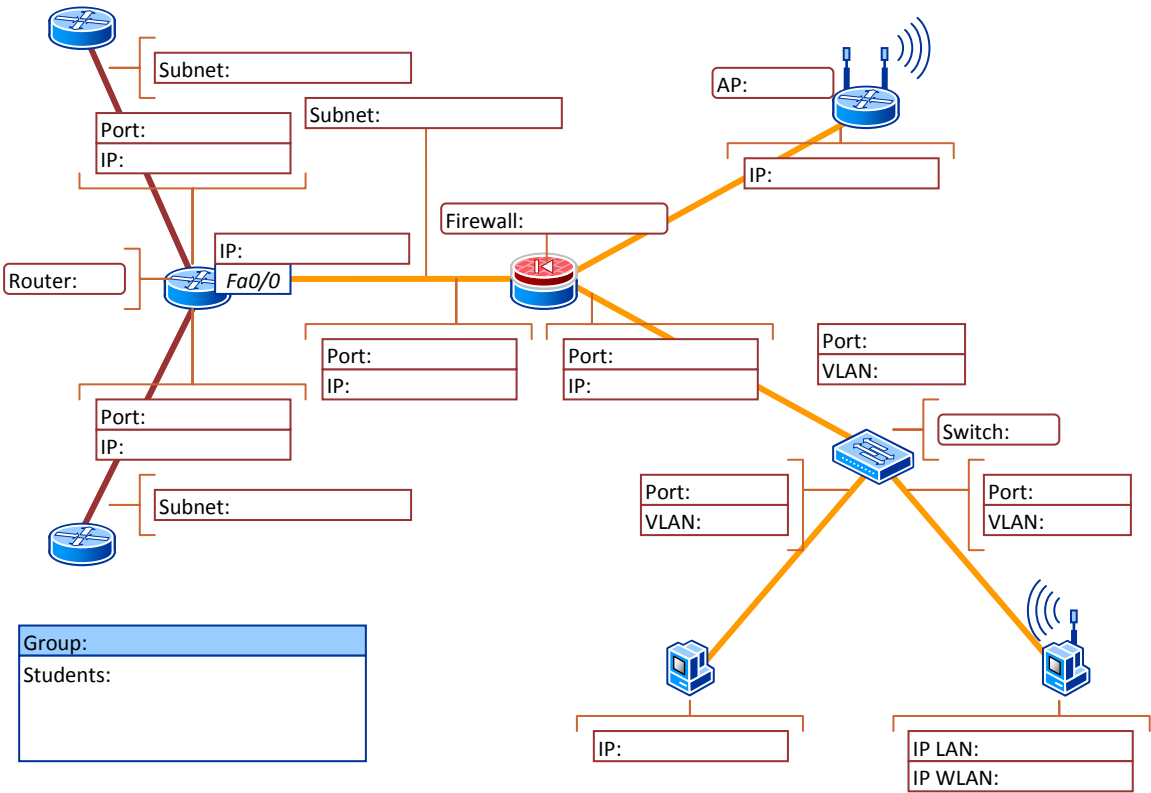 Subnet:
AP:
Subnet:
Port:
IP:
IP:
Firewall:
IP:
Router:
Fa0/0
Port:
IP:
Port:
IP:
Port:
VLAN:
Port:
IP:
Switch:
Subnet:
Port:
VLAN:
Port:
VLAN:
Group:
Students:
IP:
IP LAN:
IP WLAN: